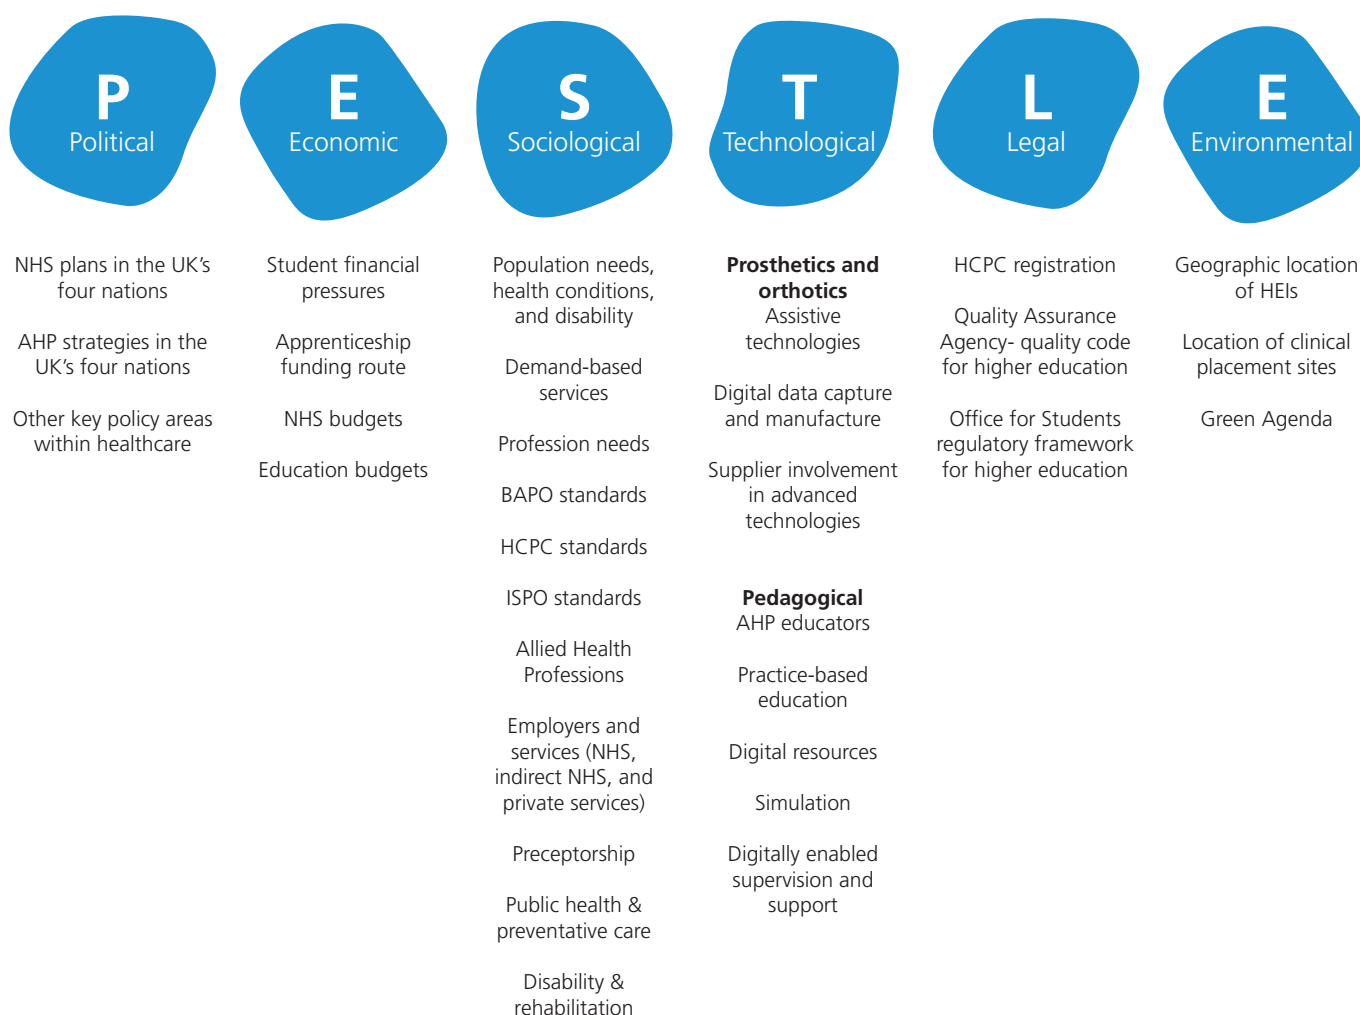 P
Political
NHS plans in the UK’s
four nations
AHP strategies in the
UK’s four nations
Other key policy areas
within healthcare
E
Economic
Student financial
pressures
Apprenticeship
funding route
NHS budgets
Education budgets
S
Sociological
Population needs,
health conditions,
and disability
Demand-based
services
Profession needs
BAPO standards
HCPC standards
ISPO standards
Allied Health
Professions
Employers and
services (NHS,
indirect NHS, and
private services)
Preceptorship
Public health &
preventative care
Disability &
rehabilitation
T
Technological
Prosthetics and
orthotics
Assistive
technologies
Digital data capture
and manufacture
Supplier involvement
in advanced
technologies
Pedagogical
AHP educators
Practice-based
education
Digital resources
Simulation
Digitally enabled
supervision and
support
L
Legal
HCPC registration
Quality Assurance
Agency- quality code
for higher education
Office for Students
regulatory framework
for higher education
E
Environmental
Geographic location
of HEIs
Location of clinical
placement sites
Green Agenda